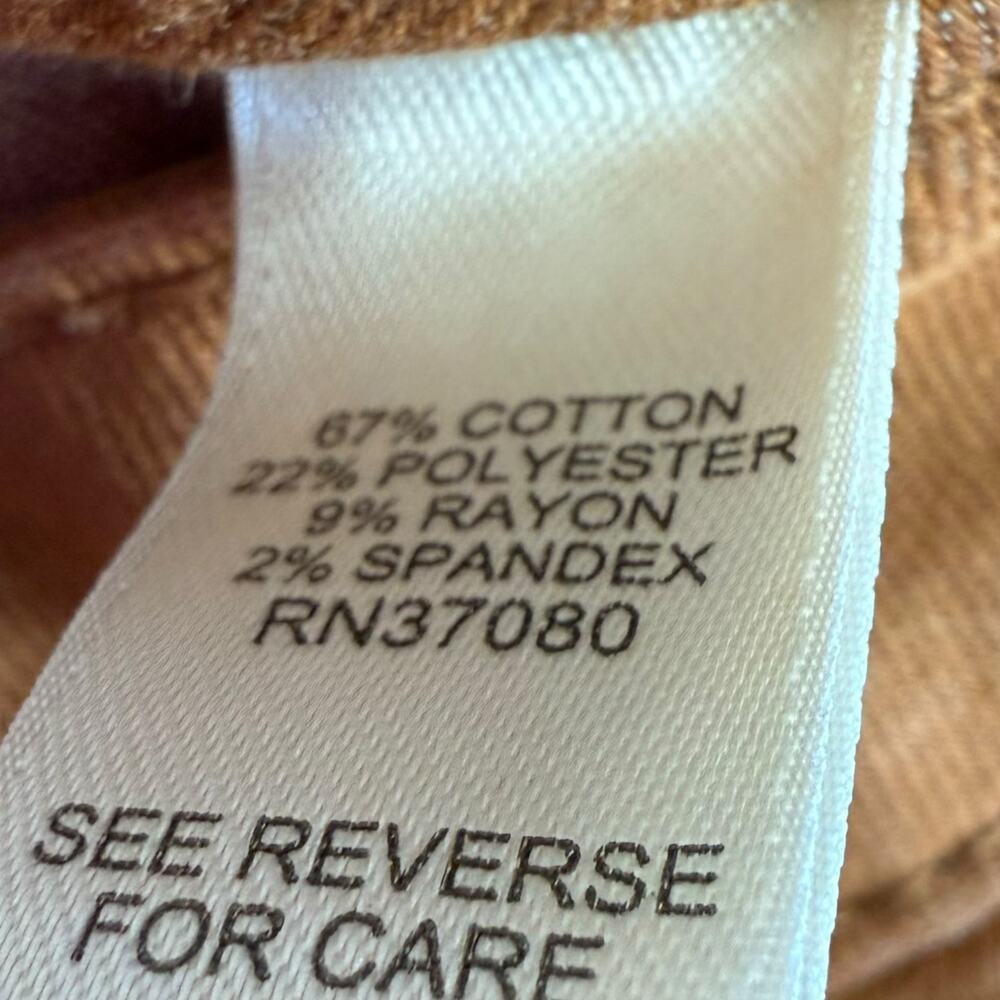 67% COTTON
22% POLYESTER
9% RAYON
2% SPANDEX
RN37080
SEE REVERSE
FOR CARE